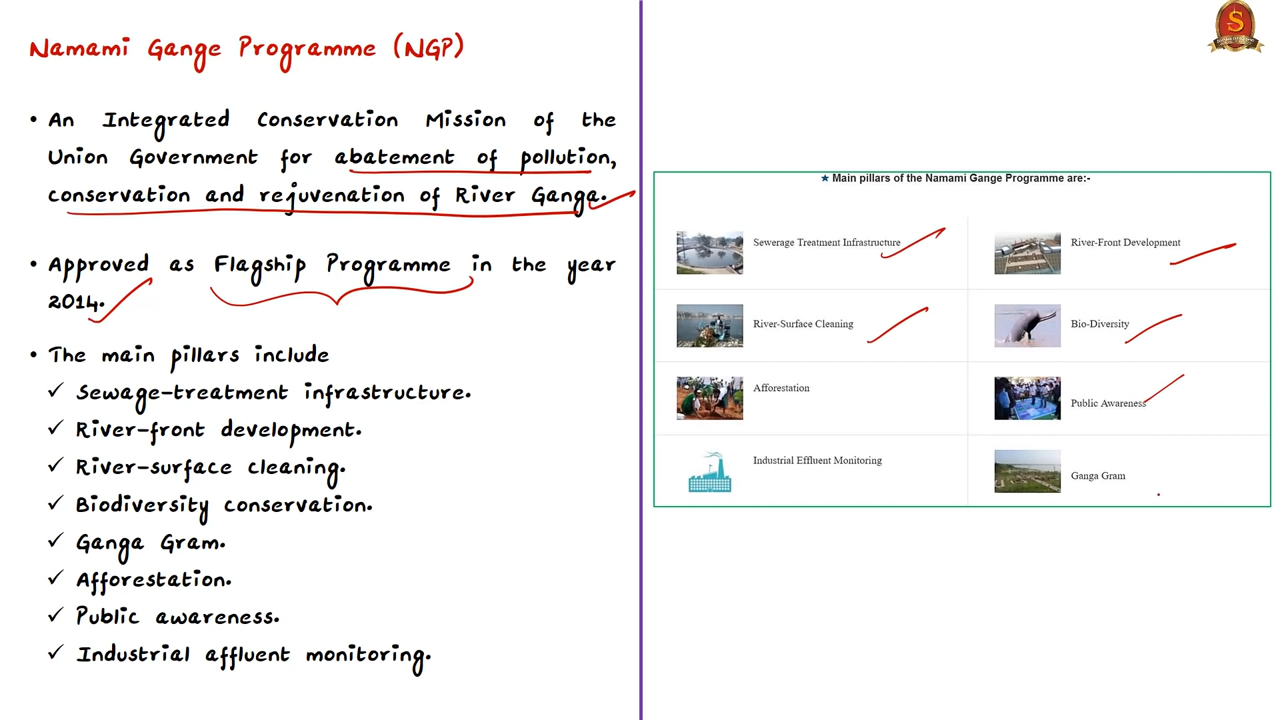 Namami Gange Programme (NGP)
• An Integrated Conservation Mission of the
Union Government for abatement of pollution,
conservation and rejuvenation of River Ganga.
• Approved as Flagship Programme in the year
2014.
• The main pillars include
✓ Sewage-treatment infrastructure.
✓ River-front development.
✓ River-surface cleaning.
✓ Biodiversity conservation.
✓ Ganga Gram.
✓ Afforestation.
✓ Public awareness.
✓ Industrial affluent monitoring.
★ Main pillars of the Namami Gange Programme are:-
Sewerage Treatment Infrastructure
River-Front Development
River-Surface Cleaning
Bio-Diversity
Afforestation
Public Awareness
Industrial Effluent Monitoring
Ganga Gram
S